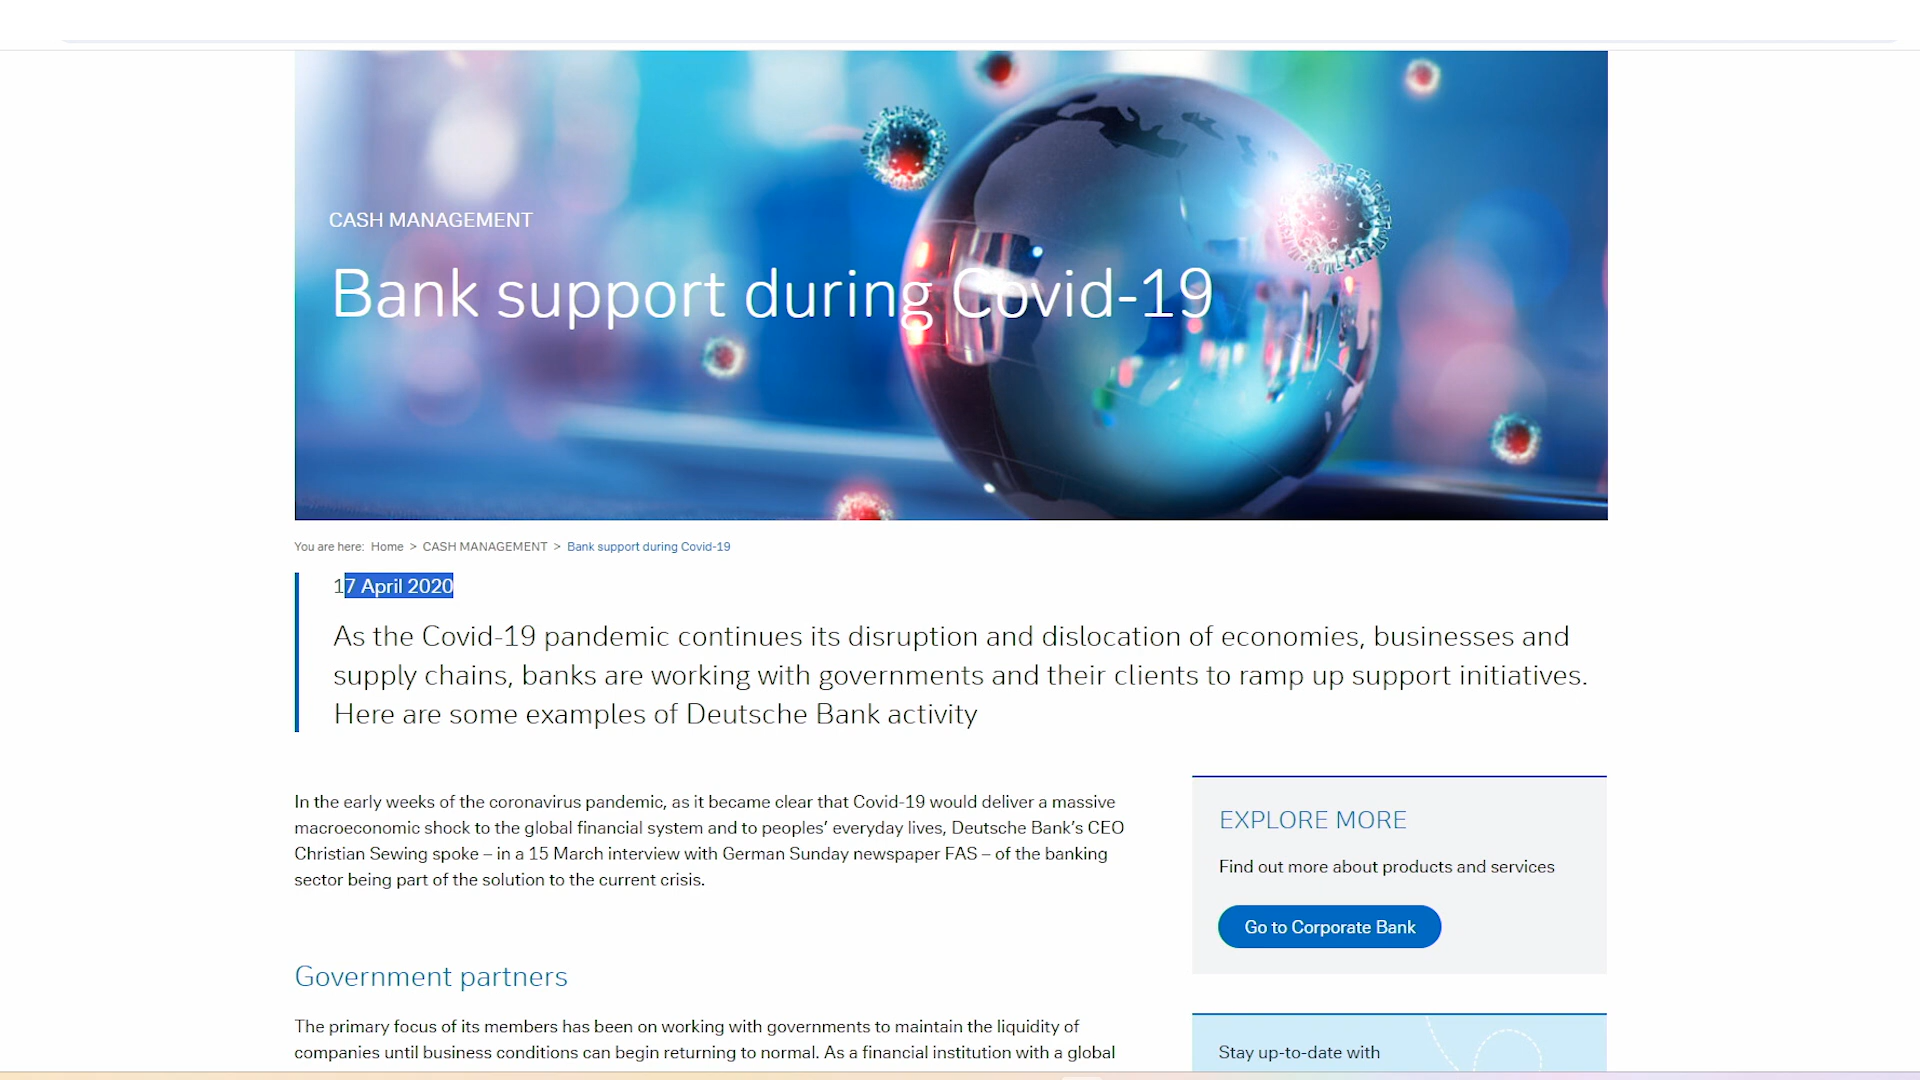 CASH MANAGEMENT
Bank support during Covid-19
You are here: Home > CASH MANAGEMENT > Bank support during Covid-19
17 April 2020
As the Covid-19 pandemic continues its disruption and dislocation of economies, businesses and
supply chains, banks are working with governments and their clients to ramp up support initiatives.
Here are some examples of Deutsche Bank activity
In the early weeks of the coronavirus pandemic, as it became clear that Covid-19 would deliver a massive
macroeconomic shock to the global financial system and to peoples’ everyday lives, Deutsche Bank’s CEO
Christian Sewing spoke – in a 15 March interview with German Sunday newspaper FAS – of the banking
sector being part of the solution to the current crisis.
Government partners
The primary focus of its members has been on working with governments to maintain the liquidity of
companies until business conditions can begin returning to normal. As a financial institution with a global
EXPLORE MORE
Find out more about products and services
Go to Corporate Bank
Stay up-to-date with